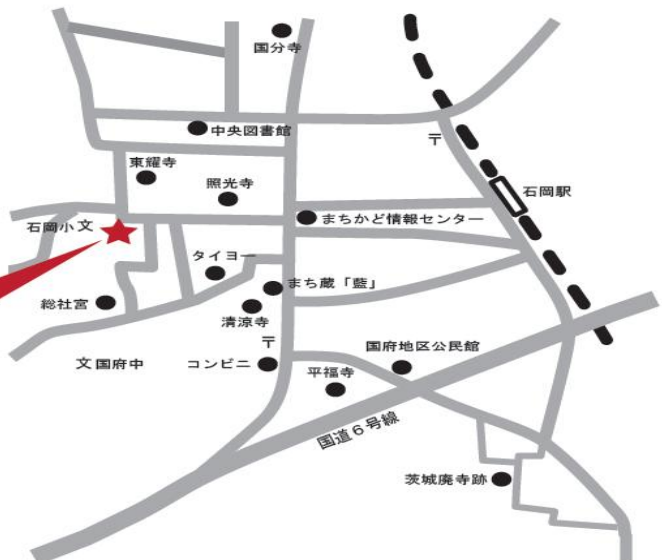 国分寺
中央図書館
〒
東耀寺
照光寺
石岡駅
石岡小文
まちかど情報センター
タイヨー
まち蔵「藍」
総社宮
清涼寺
〒
文国府中
コンビニ
国府地区公民館
平福寺
国道6号線
茨城廃寺跡